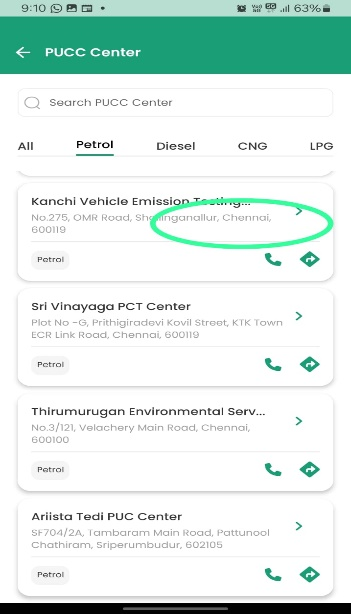 9:10 63%
PUCC Center
Search PUCC Center
All Petrol Diesel CNG LPG
Kanchi Vehicle Emission Testing...
No.275, OMR Road, Sholinganallur, Chennai,
600119
Petrol
Sri Vinayaga PCT Center
Plot No -G, Prithigiradevi Kovil Street, KTK Town
ECR Link Road, Chennai, 600119
Petrol
Thirumurugan Environmental Serv...
No.3/121, Velachery Main Road, Chennai,
600100
Petrol
Ariista Tedi PUC Center
SF704/2A, Tambaram Main Road, Pattunool
Chathiram, Sriperumbudur, 602105
Petrol